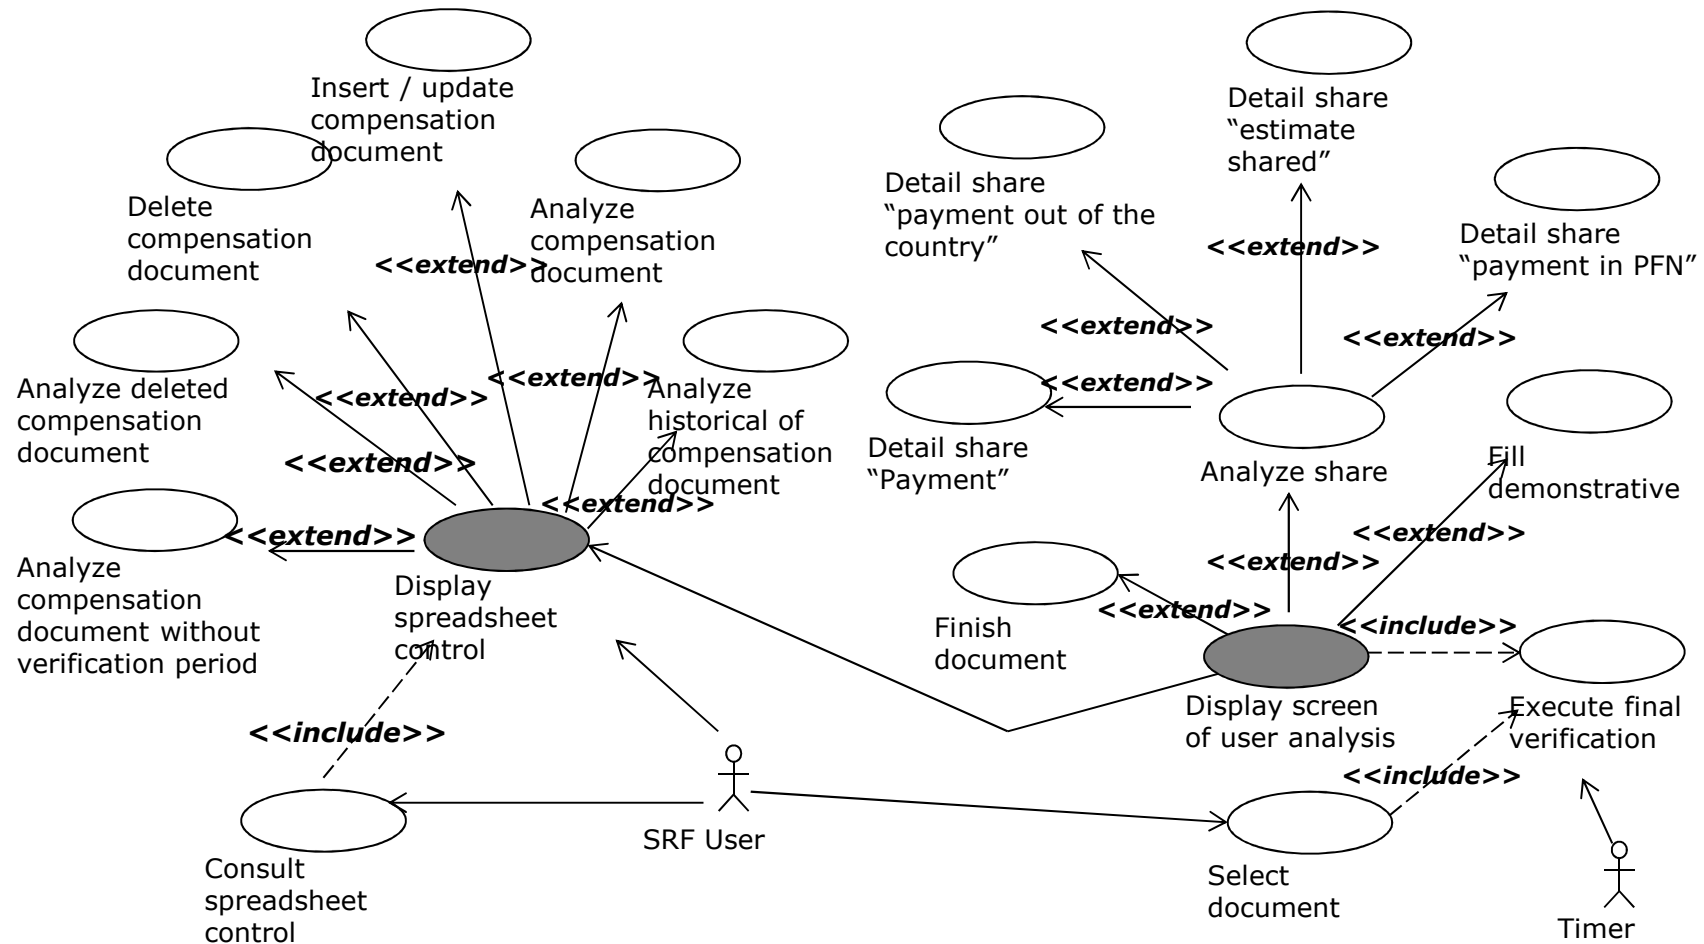 Insert / update
compensation
document
Delete
compensation
document
Analyze
compensation
document
Analyze deleted
compensation
document
Analyze
historical of
compensation
document
Analyze
compensation
document without
verification period
Display
spreadsheet
control
<<extend>>
<<extend>>
<<extend>>
<<extend>>
<<extend>>
<<extend>>
<<include>>
Consult
spreadsheet
control
SRF User
Detail share
“estimate
shared”
Detail share
“payment out of the
country”
Detail share
“payment in PFN”
<<extend>>
<<extend>>
<<extend>>
<<extend>>
Detail share
“Payment”
Analyze share
Fill
demonstrative
<<extend>>
<<extend>>
<<extend>>
Finish
document
<<include>>
Display screen
of user analysis
Execute final
verification
<<include>>
Select
document
Timer